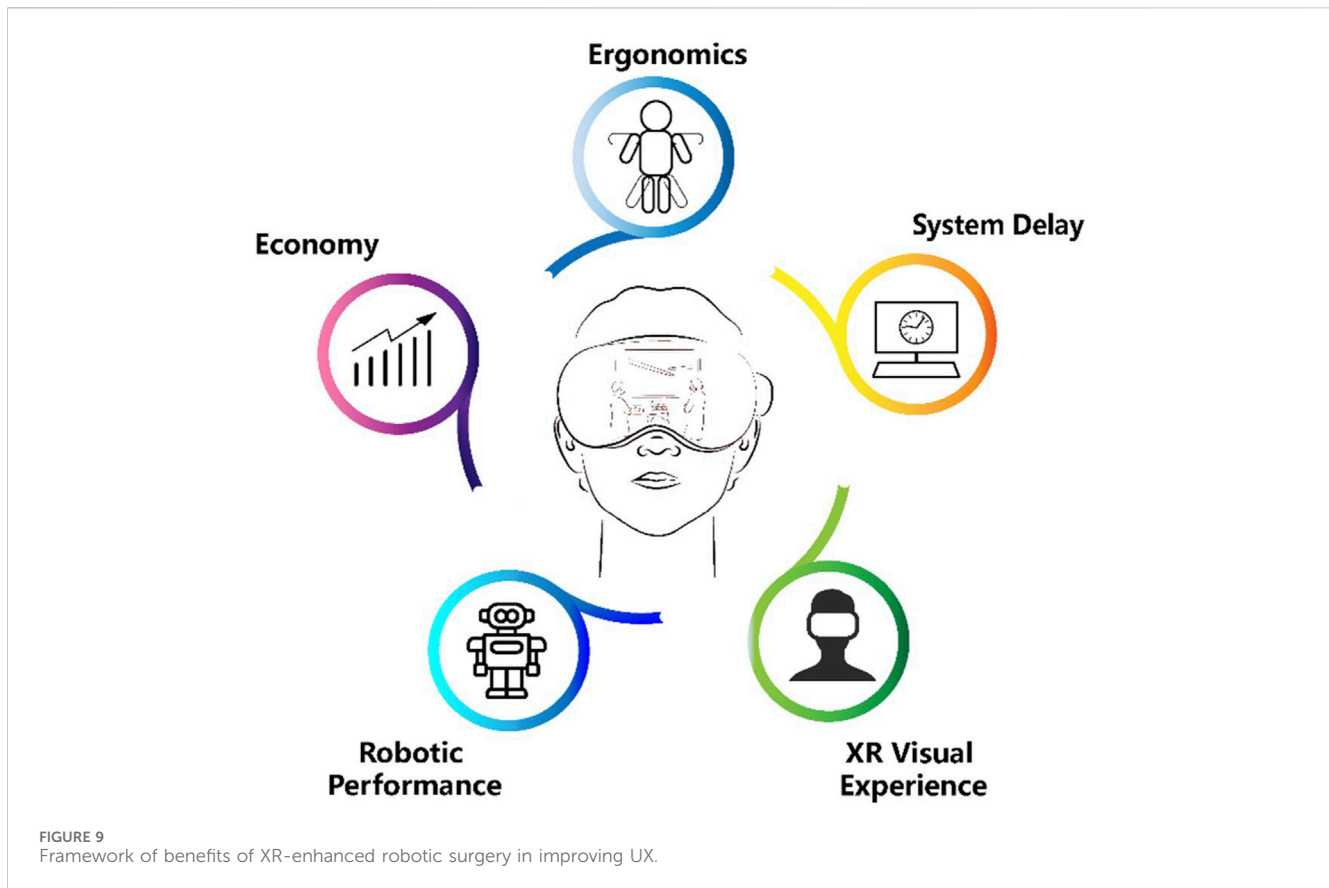 Ergonomics
System Delay
Economy
Robotic
Performance
XR Visual
Experience
FIGURE 9
Framework of benefits of XR-enhanced robotic surgery in improving UX.